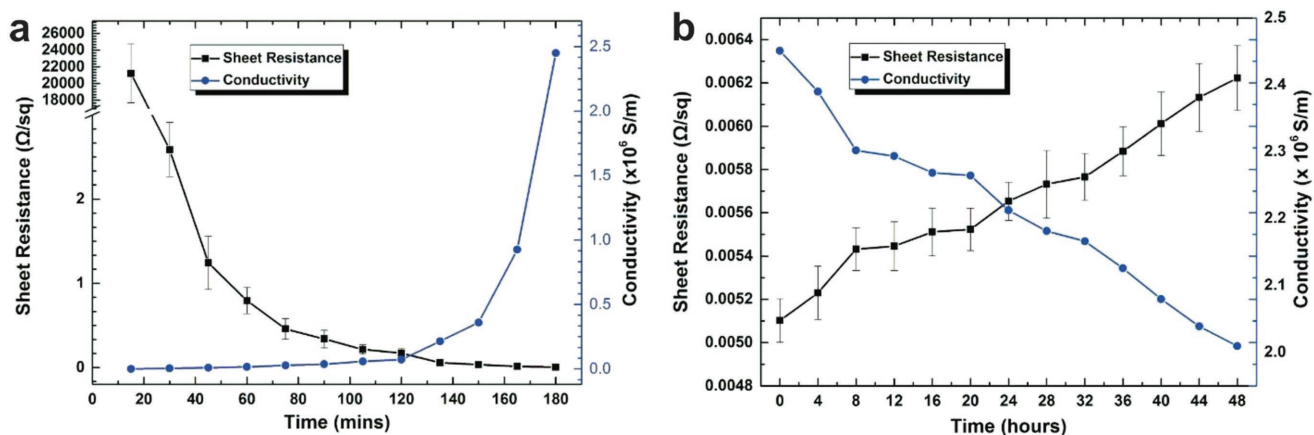 a
Sheet Resistance (Ω/sq)
26000
24000
22000
20000
18000
2
1
0
Sheet Resistance
Conductivity
2.5
2.0
1.5
1.0
0.5
0.0
Conductivity (x10⁶ S/m)
0 20 40 60 80 100 120 140 160 180
Time (mins)
b
Sheet Resistance (Ω/sq)
0.0064
0.0062
0.0060
0.0058
0.0056
0.0054
0.0052
0.0050
0.0048
Sheet Resistance
Conductivity
2.5
2.4
2.3
2.2
2.1
2.0
Conductivity (x 10⁶ S/m)
0 4 8 12 16 20 24 28 32 36 40 44 48
Time (hours)